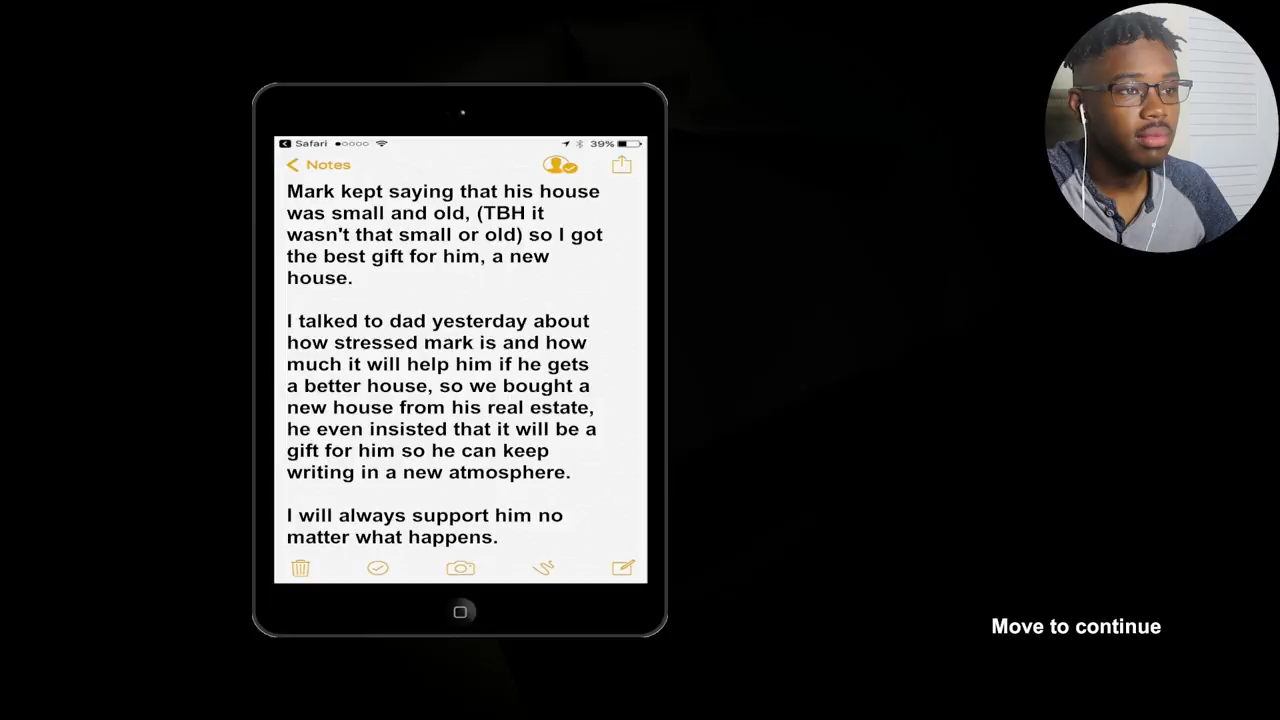 Safari
39%
Notes
Mark kept saying that his house
was small and old, (TBH it
wasn't that small or old) so I got
the best gift for him, a new
house.
I talked to dad yesterday about
how stressed mark is and how
much it will help him if he gets
a better house, so we bought a
new house from his real estate,
he even insisted that it will be a
gift for him so he can keep
writing in a new atmosphere.
I will always support him no
matter what happens.
Move to continue